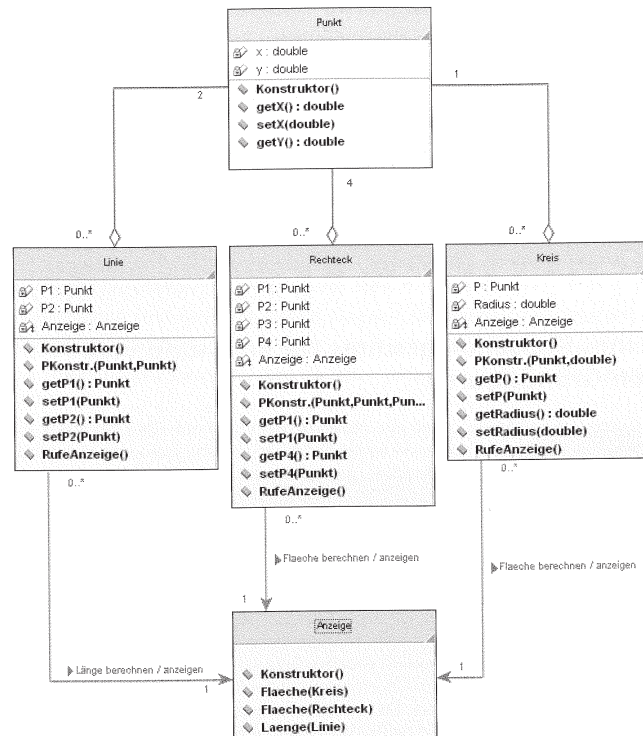 Punkt
x : double
y : double
Konstruktor()
getX() : double
setX(double)
getY() : double
2
4
1
0..*
0..*
0..*
Linie
P1 : Punkt
P2 : Punkt
Anzeige : Anzeige
Konstruktor()
PKonstr.(Punkt,Punkt)
getP1() : Punkt
setP1(Punkt)
getP2() : Punkt
setP2(Punkt)
RufeAnzeige()
0..*
Rechteck
P1 : Punkt
P2 : Punkt
P3 : Punkt
P4 : Punkt
Anzeige : Anzeige
Konstruktor()
PKonstr.(Punkt,Punkt,Pun...
getP1() : Punkt
setP1(Punkt)
getP4() : Punkt
setP4(Punkt)
RufeAnzeige()
0..*
Kreis
P : Punkt
Radius : double
Anzeige : Anzeige
Konstruktor()
PKonstr.(Punkt,double)
getP() : Punkt
setP(Punkt)
getRadius() : double
setRadius(double)
RufeAnzeige()
0..*
Flaeche berechnen / anzeigen
Flaeche berechnen / anzeigen
Länge berechnen / anzeigen
1
1
1
Anzeige
Konstruktor()
Flaeche(Kreis)
Flaeche(Rechteck)
Laenge(Linie)